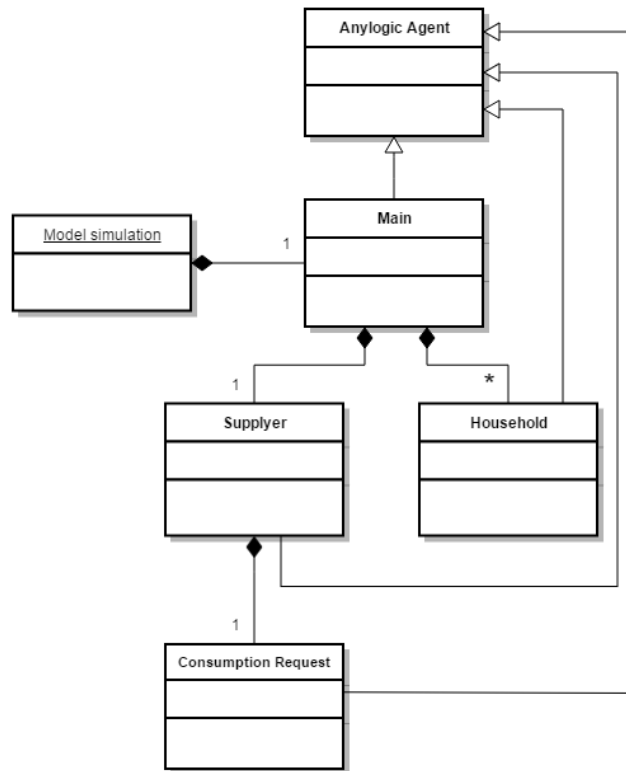 Anylogic Agent
Main
Model simulation
1
1
*
Supplyer
Household
1
Consumption Request